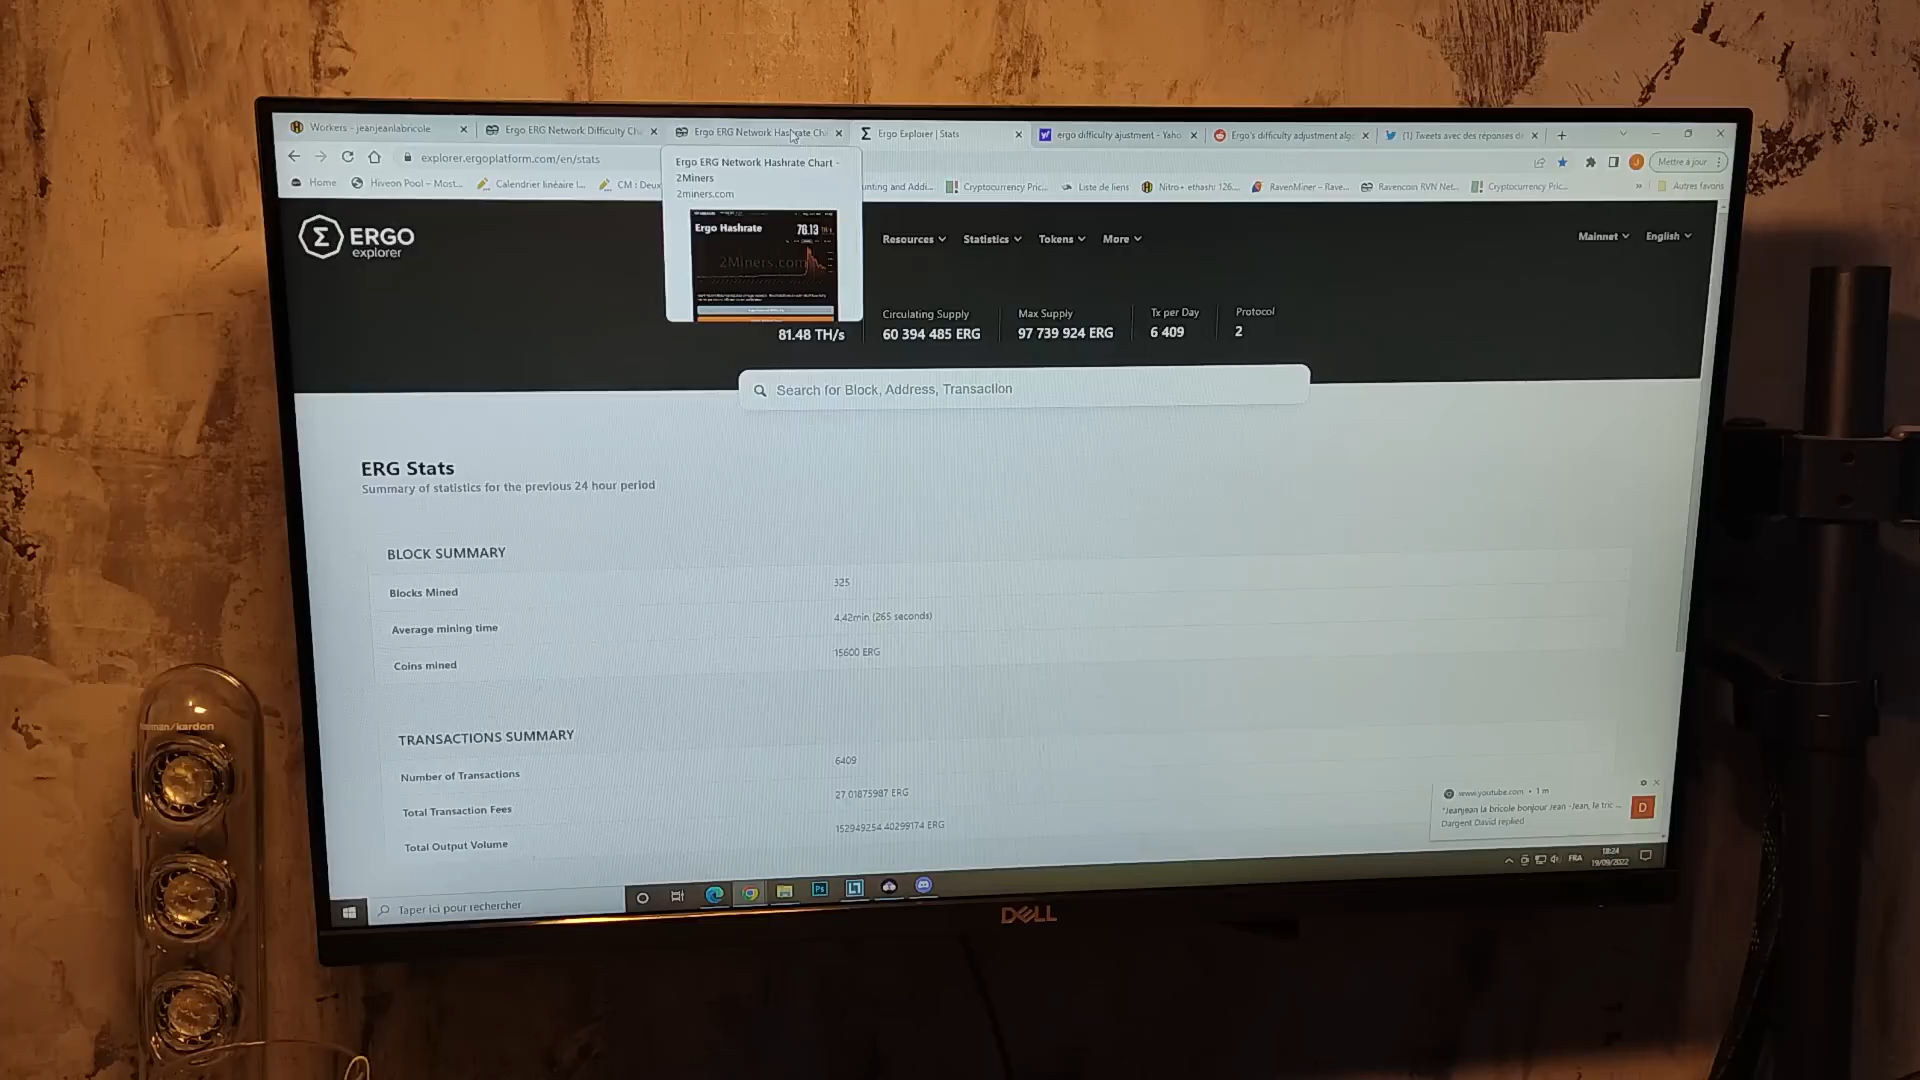 Workers - jeanjeanlabricole
Ergo ERG Network Difficulty Ch
Ergo ERG Network Hashrate Cha
Ergo Explorer | Stats
ergo difficulty ajustment - Yaho
Ergo's difficulty adjustment algo
(1) Tweets avec des réponses de
explorer.ergoplatform.com/en/stats
Mettre à jour
Home
Hiveon Pool – Most...
Calendrier linéaire I...
CM : Deux
unting and Addi...
Cryptocurrency Pric...
Liste de liens
Nitro+ ethash: 126...
RavenMiner – Rave...
Ravencoin RVN Net...
Cryptocurrency Pric...
Autres favoris
Ergo ERG Network Hashrate Chart -
2Miners
2miners.com
Ergo Hashrate
78.13
2Miners.com
ERGO
explorer
Resources
Statistics
Tokens
More
Mainnet
English
81.48 TH/s
Circulating Supply
60 394 485 ERG
Max Supply
97 739 924 ERG
Tx per Day
6 409
Protocol
2
Search for Block, Address, Transaction
ERG Stats
Summary of statistics for the previous 24 hour period
BLOCK SUMMARY
Blocks Mined
325
Average mining time
4,42min (265 seconds)
Coins mined
15600 ERG
TRANSACTIONS SUMMARY
Number of Transactions
6409
Total Transaction Fees
27.01875987 ERG
Total Output Volume
152949254.40299174 ERG
www.youtube.com • 1 m
"Jeanjean la bricole bonjour Jean -Jean, le tric ...
Dargent David replied
D
Taper ici pour rechercher
Ps
FRA
18:24
19/09/2022
DELL
man/kardon